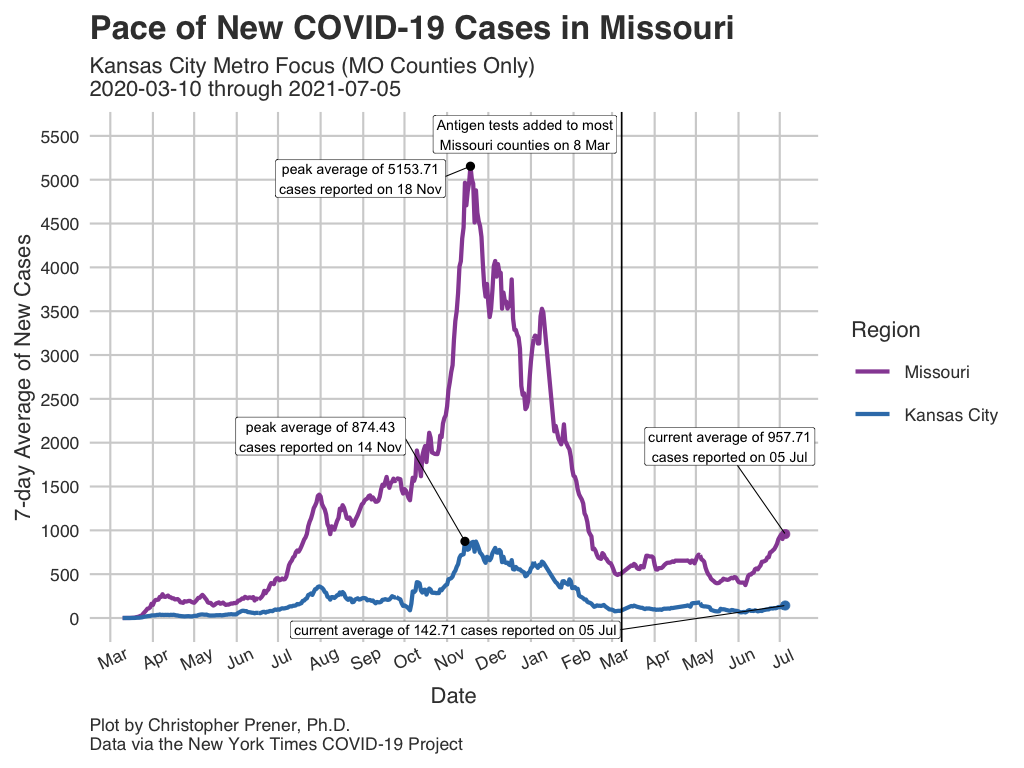 Pace of New COVID-19 Cases in Missouri
Kansas City Metro Focus (MO Counties Only)
2020-03-10 through 2021-07-05
Antigen tests added to most
Missouri counties on 8 Mar
peak average of 5153.71
cases reported on 18 Nov
peak average of 874.43
cases reported on 14 Nov
current average of 957.71
cases reported on 05 Jul
current average of 142.71 cases reported on 05 Jul
7-day Average of New Cases
5500
5000
4500
4000
3500
3000
2500
2000
1500
1000
500
0
Mar Apr May Jun Jul Aug Sep Oct Nov Dec Jan Feb Mar Apr May Jun Jul
Date
Region
Missouri
Kansas City
Plot by Christopher Prener, Ph.D.
Data via the New York Times COVID-19 Project